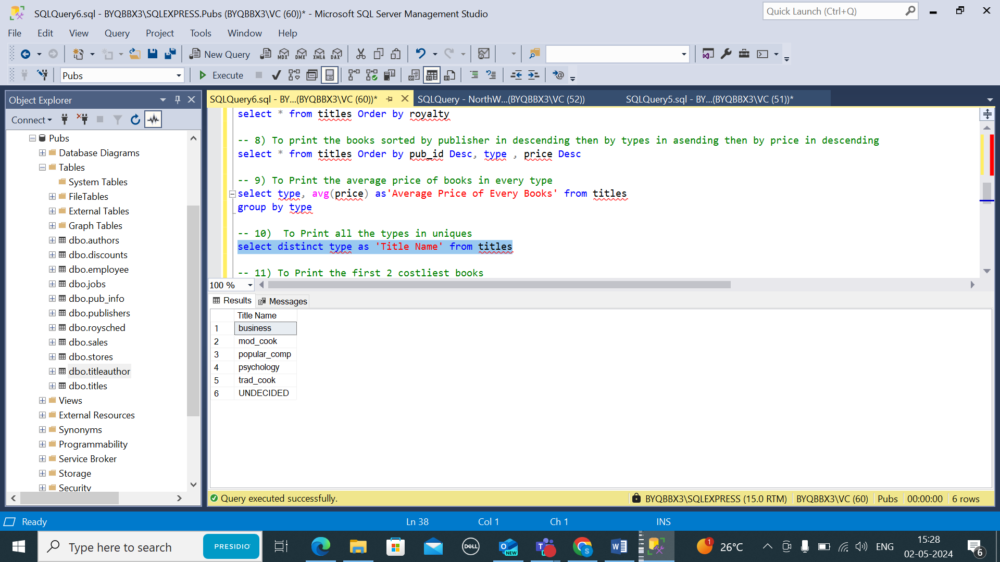 SQLQuery6.sql - BYQBBX3\SQLEXPRESS.Pubs (BYQBBX3\VC (60))* - Microsoft SQL Server Management Studio
Quick Launch (Ctrl+Q)
File Edit View Query Project Tools Window Help
New Query
MDX DMX XMLA DAX
Pubs
Execute
Object Explorer
Connect
Pubs
Database Diagrams
Tables
System Tables
FileTables
External Tables
Graph Tables
dbo.authors
dbo.discounts
dbo.employee
dbo.jobs
dbo.pub_info
dbo.publishers
dbo.roysched
dbo.sales
dbo.stores
dbo.titleauthor
dbo.titles
Views
External Resources
Synonyms
Programmability
Service Broker
Storage
Security
SQLQuery6.sql - BY...(BYQBBX3\VC (60))*
SQLQuery - NorthW...(BYQBBX3\VC (52))
SQLQuery5.sql - BY...(BYQBBX3\VC (51))*
select * from titles Order by royalty
-- 8) To print the books sorted by publisher in descending then by types in asending then by price in descending
select * from titles Order by pub_id Desc, type , price Desc
-- 9) To Print the average price of books in every type
select type, avg(price) as'Average Price of Every Books' from titles
group by type
-- 10)  To Print all the types in uniques
select distinct type as 'Title Name' from titles
-- 11) To Print the first 2 costliest books
100 %
Results Messages
Title Name
1 business
2 mod_cook
3 popular_comp
4 psychology
5 trad_cook
6 UNDECIDED
Query executed successfully.
BYQBBX3\SQLEXPRESS (15.0 RTM) BYQBBX3\VC (60) Pubs 00:00:00 6 rows
Ready Ln 38 Col 1 Ch 1 INS
Type here to search
PRESIDIO
DELL
NEW
S
1
26°C
ENG
15:28
02-05-2024
6